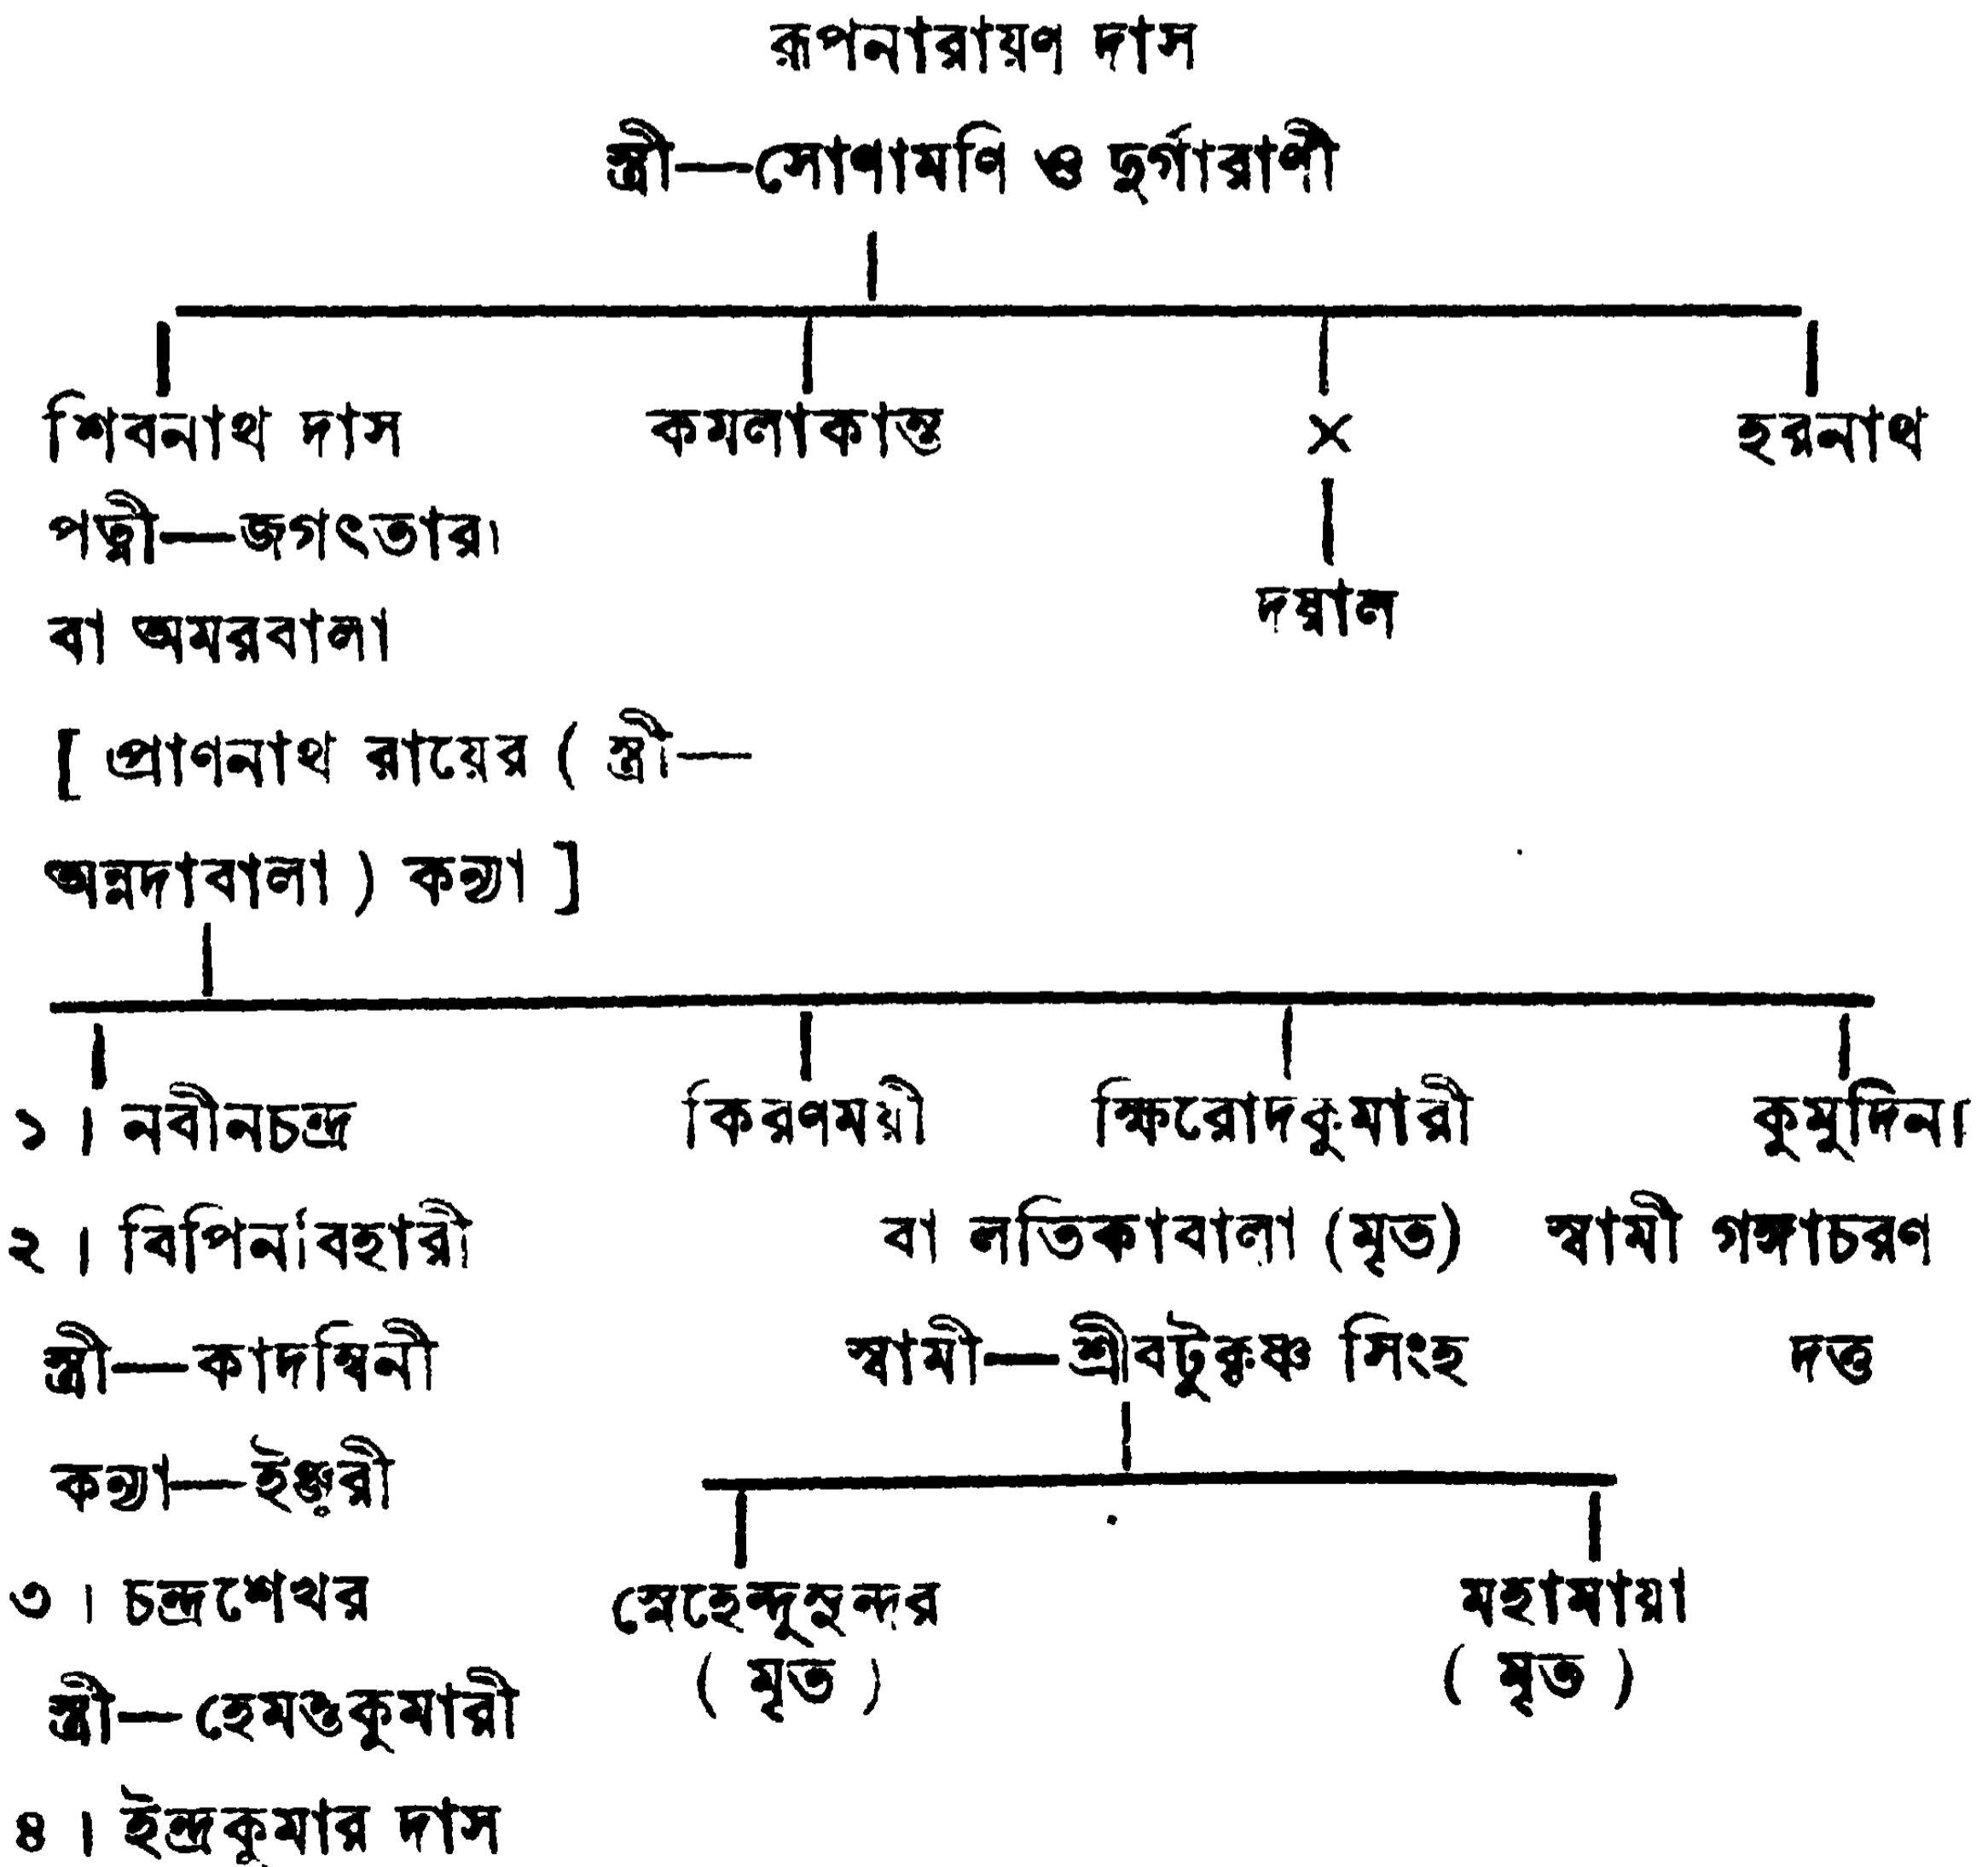 রূপনারায়ণ দাস
স্ত্রী—সোণামণি ও দুর্গারাণী
শিবনাথ দাস কমলাকান্ত × হরনাথ
পত্নী—জগৎতারা
দয়াল
বা অমরবালা
[ প্রাণনাথ রায়ের ( স্ত্রী—
অন্নদাবালা ) কন্যা ]
১। নবীনচন্দ্র কিরণময়ী ক্ষিরোদকুমারী কুমুদিনী
২। বিপিনবিহারী বা লতিকাবালা (মৃত) স্বামী গঙ্গাচরণ
স্ত্রী—কাদম্বিনী স্বামী—শ্রীবটুকৃষ্ণ সিংহ দত্ত
কন্যা—ইঞ্জুরী
৩। চন্দ্রশেখর স্নেহেন্দুসুন্দর মহামায়া
( মৃত ) ( মৃত )
স্ত্রী—হেমন্তকুমারী
৪। ইন্দ্রকুমার দাস